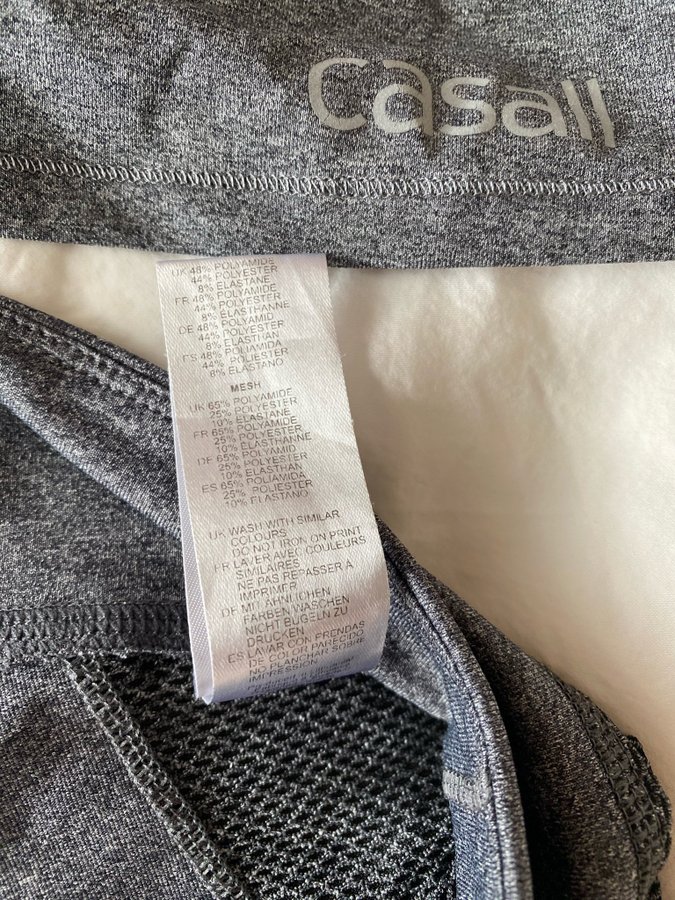 casall
UK 48% POLYAMIDE
44% POLYESTER
8% ELASTANE
FR 48% POLYAMIDE
44% POLYESTER
8% ÉLASTHANNE
DE 48% POLYAMID
44% POLYESTER
8% ELASTHAN
ES 48% POLIAMIDA
44% POLIESTER
8% ELASTANO
MESH
UK 65% POLYAMIDE
25% POLYESTER
10% ELASTANE
FR 65% POLYAMIDE
25% POLYESTER
10% ÉLASTHANNE
DE 65% POLYAMID
25% POLYESTER
10% ELASTHAN
ES 65% POLIAMIDA
25% POLIESTER
10% ELASTANO
UK WASH WITH SIMILAR
COLOURS
DO NOT IRON ON PRINT
FR LAVER AVEC COULEURS
SIMILAIRES
NE PAS REPASSER A
IMPRIMER
DE MIT ÄHNLICHEN
FARBEN WASCHEN
NICHT BÜGELN ZU
DRUCKEN
ES LAVAR CON PRENDAS
DE COLOR PARECIDO
NO PLANCHAR SOBRE
IMPRESSION